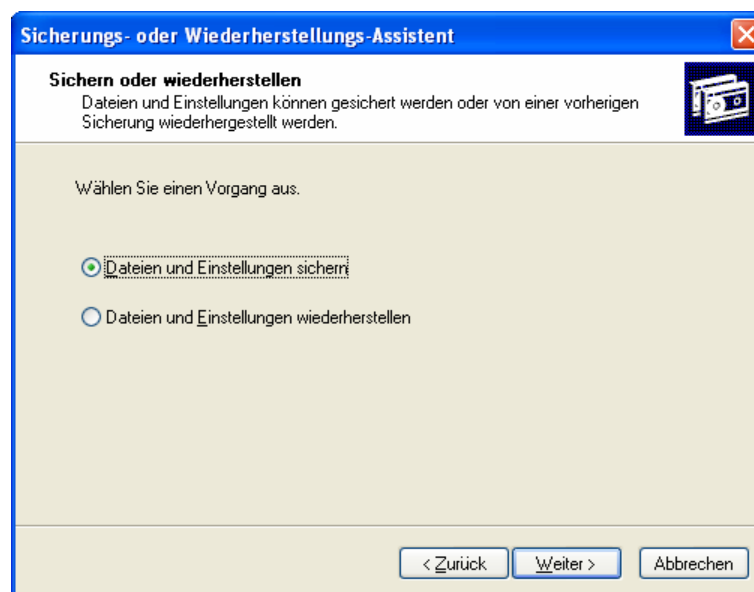 Sicherungs- oder Wiederherstellungs-Assistent
Sichern oder wiederherstellen
Dateien und Einstellungen können gesichert werden oder von einer vorherigen
Sicherung wiederhergestellt werden.
Wählen Sie einen Vorgang aus.
Dateien und Einstellungen sichern
Dateien und Einstellungen wiederherstellen
< Zurück Weiter > Abbrechen